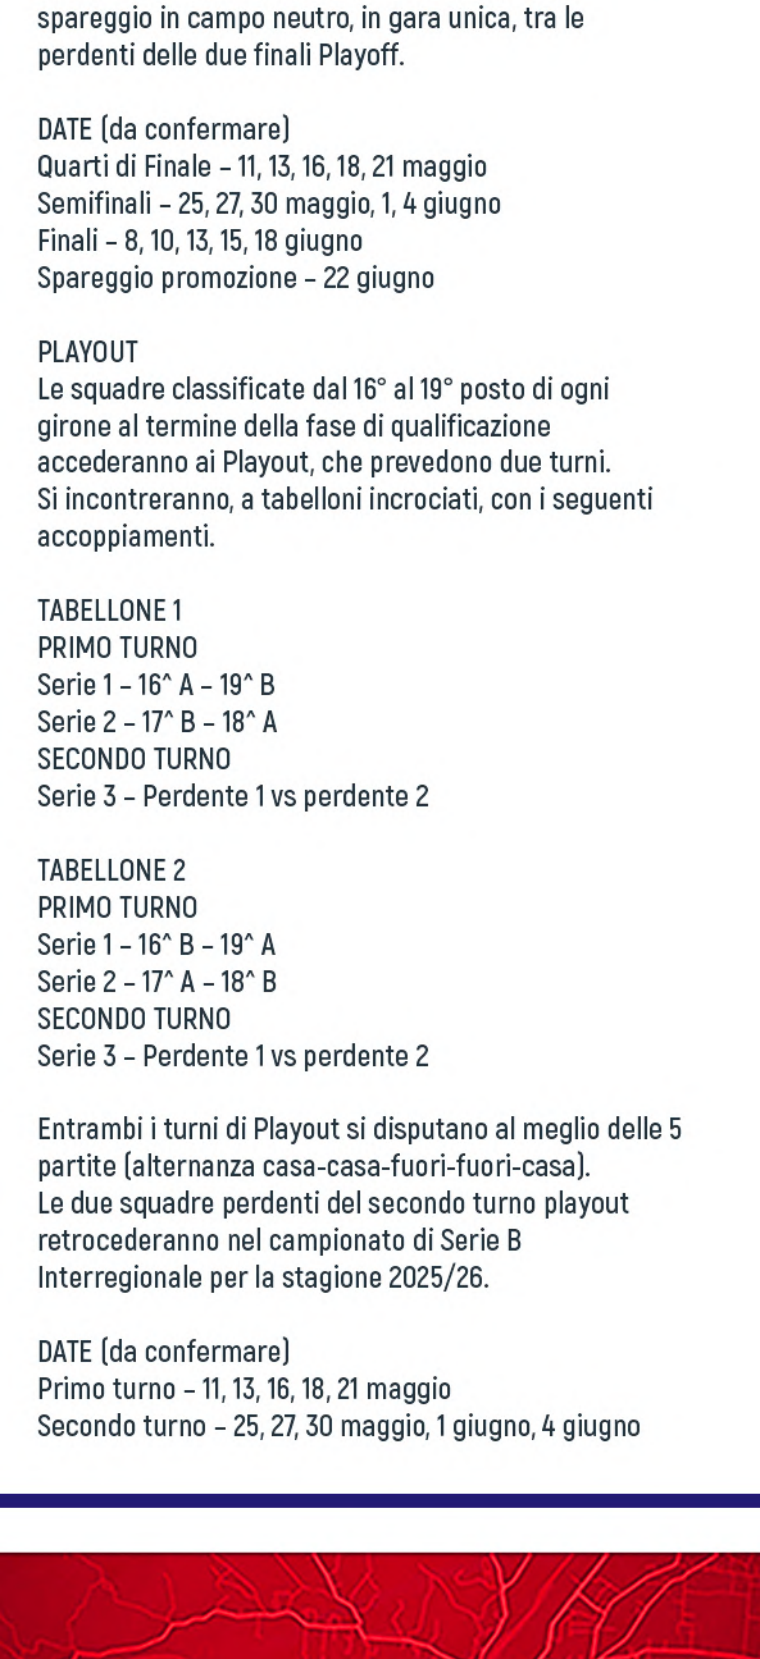 spareggio in campo neutro, in gara unica, tra le
perdenti delle due finali Playoff.
DATE (da confermare)
Quarti di Finale – 11, 13, 16, 18, 21 maggio
Semifinali – 25, 27, 30 maggio, 1, 4 giugno
Finali – 8, 10, 13, 15, 18 giugno
Spareggio promozione – 22 giugno
PLAYOUT
Le squadre classificate dal 16° al 19° posto di ogni
girone al termine della fase di qualificazione
accederanno ai Playout, che prevedono due turni.
Si incontreranno, a tabelloni incrociati, con i seguenti
accoppiamenti.
TABELLONE 1
PRIMO TURNO
Serie 1 – 16^ A – 19^ B
Serie 2 – 17^ B – 18^ A
SECONDO TURNO
Serie 3 – Perdente 1 vs perdente 2
TABELLONE 2
PRIMO TURNO
Serie 1 – 16^ B – 19^ A
Serie 2 – 17^ A – 18^ B
SECONDO TURNO
Serie 3 – Perdente 1 vs perdente 2
Entrambi i turni di Playout si disputano al meglio delle 5
partite (alternanza casa-casa-fuori-fuori-casa).
Le due squadre perdenti del secondo turno playout
retrocederanno nel campionato di Serie B
Interregionale per la stagione 2025/26.
DATE (da confermare)
Primo turno – 11, 13, 16, 18, 21 maggio
Secondo turno – 25, 27, 30 maggio, 1 giugno, 4 giugno